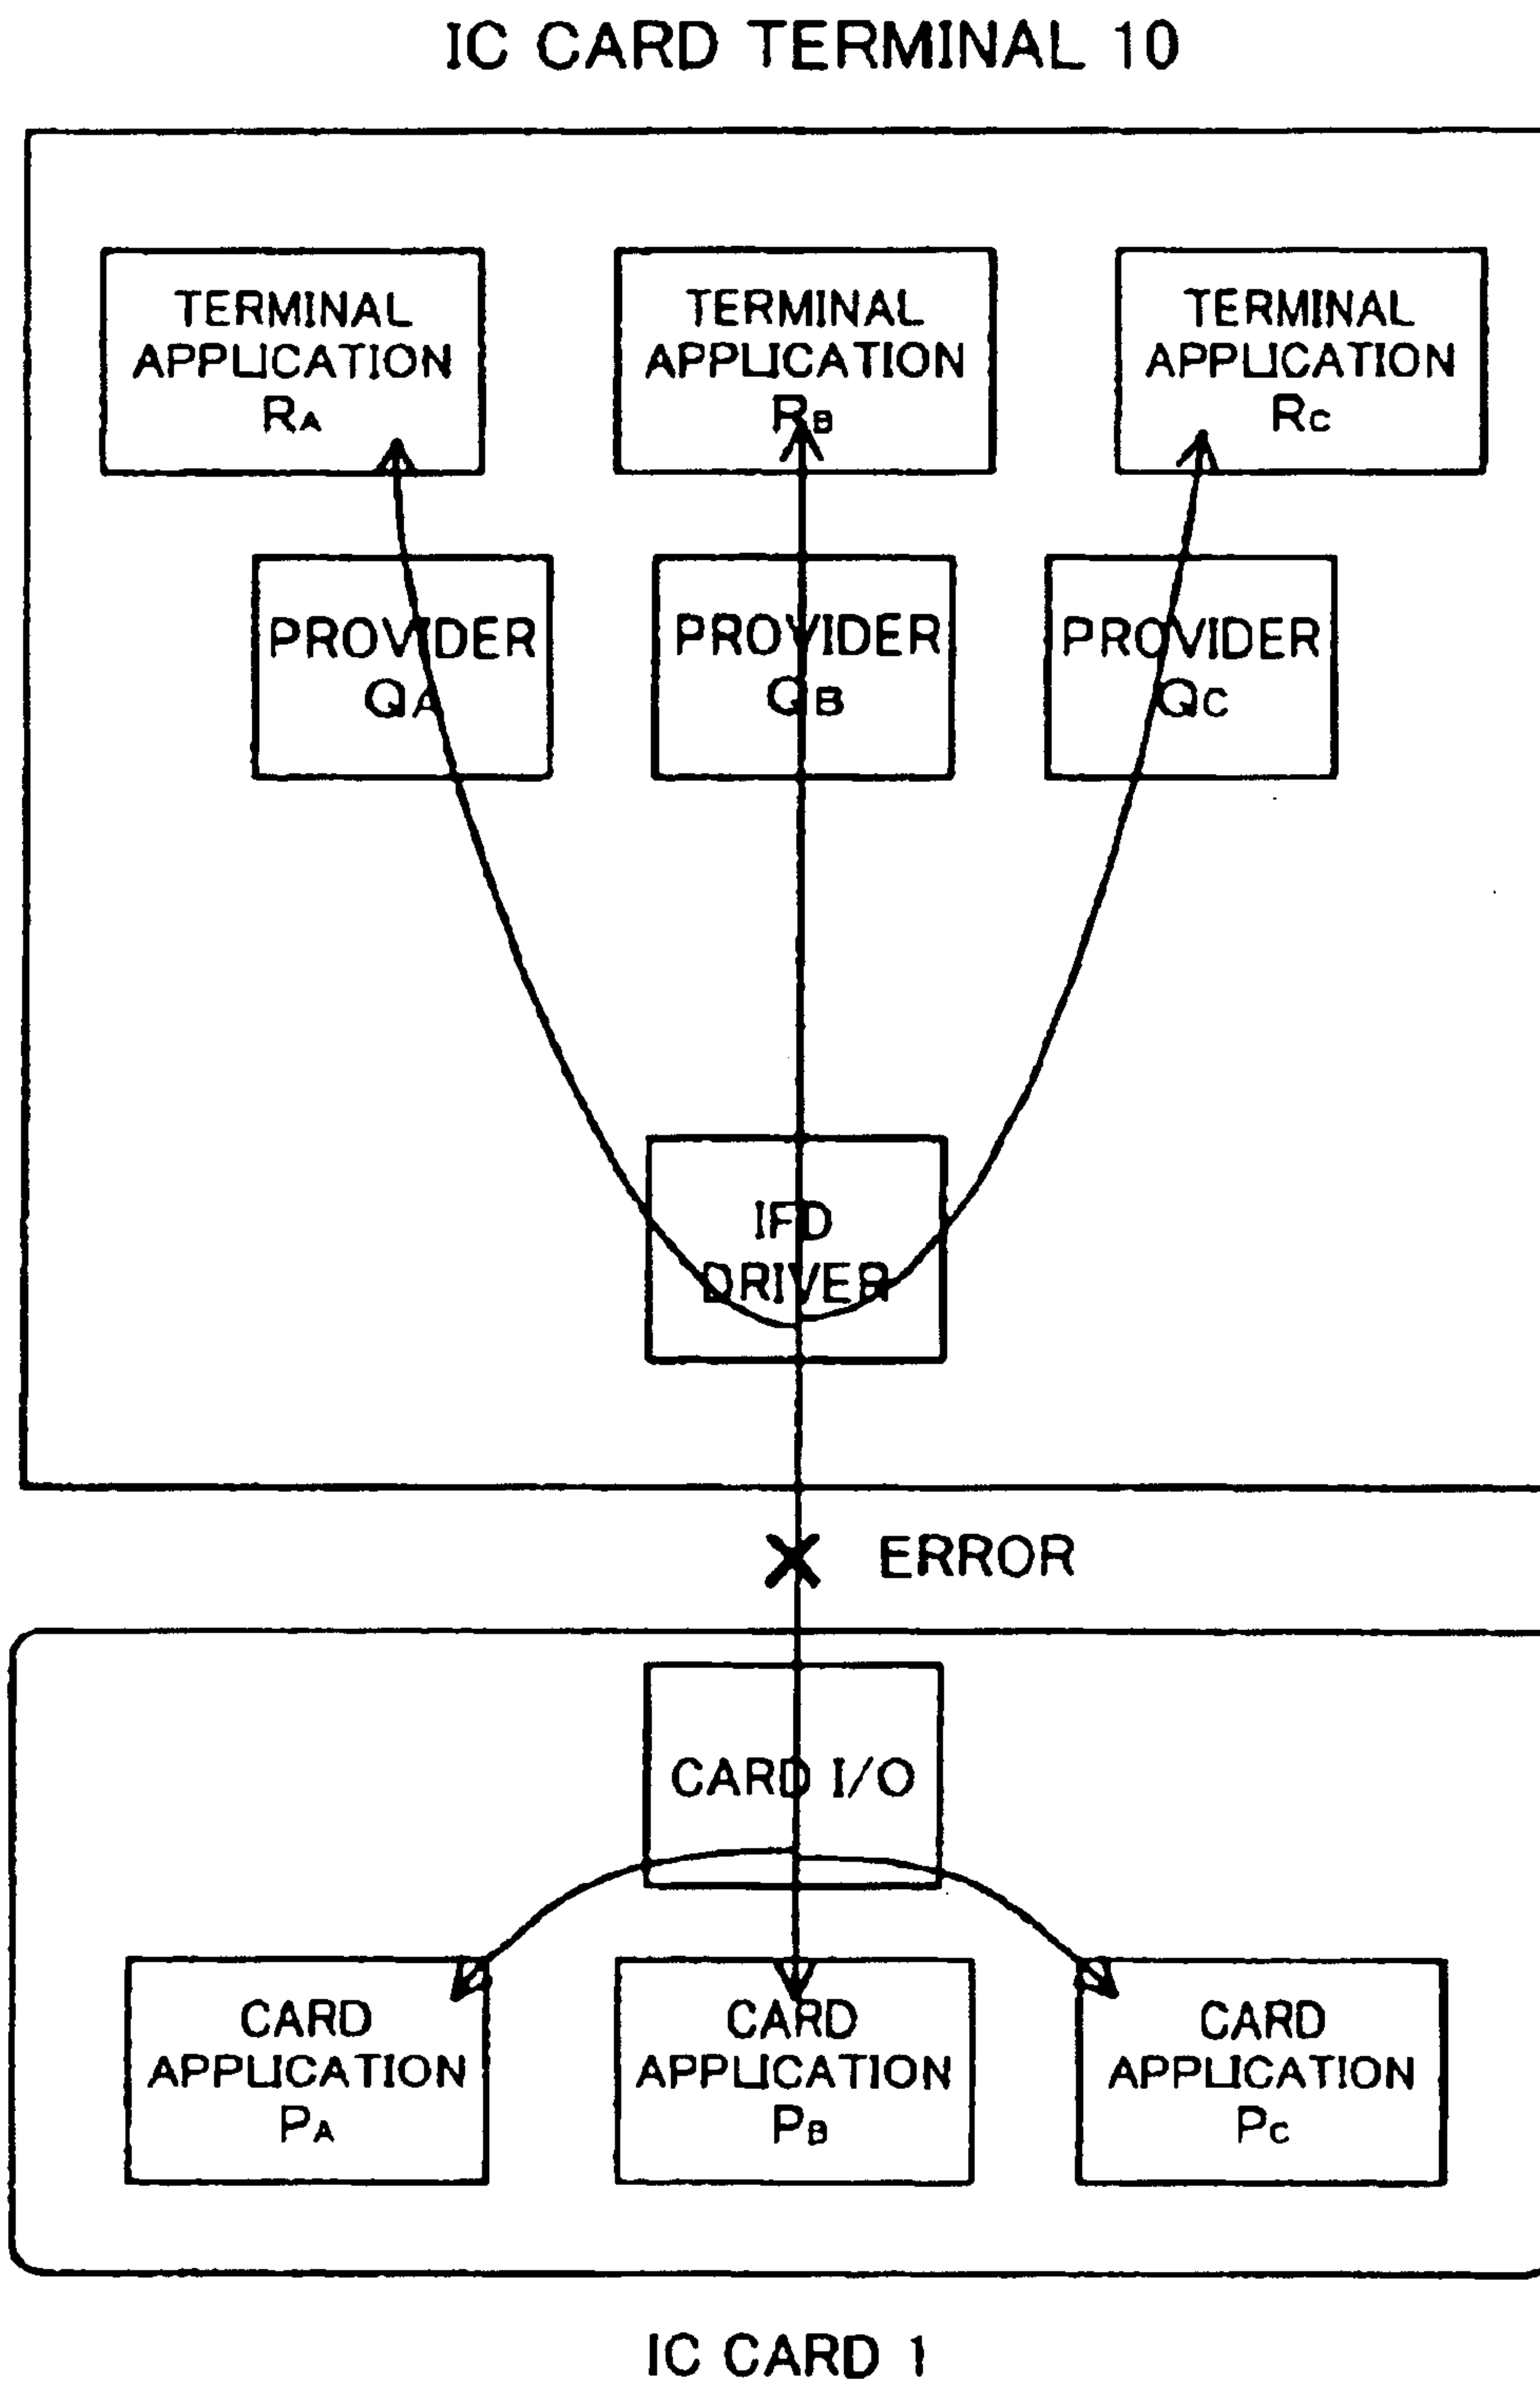 IC CARD TERMINAL 10
TERMINAL
APPLICATION
RA
TERMINAL
APPLICATION
RB
TERMINAL
APPLICATION
RC
PROVIDER
QA
PROVIDER
QB
PROVIDER
QC
IFD
DRIVER
ERROR
CARD I/O
CARD
APPLICATION
PA
CARD
APPLICATION
PB
CARD
APPLICATION
PC
IC CARD 1